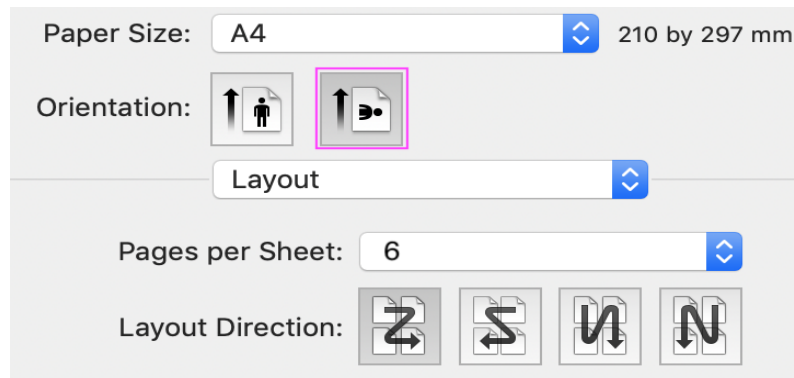 Paper Size: A4 210 by 297 mm
Orientation:
Layout
Pages per Sheet: 6
Layout Direction: